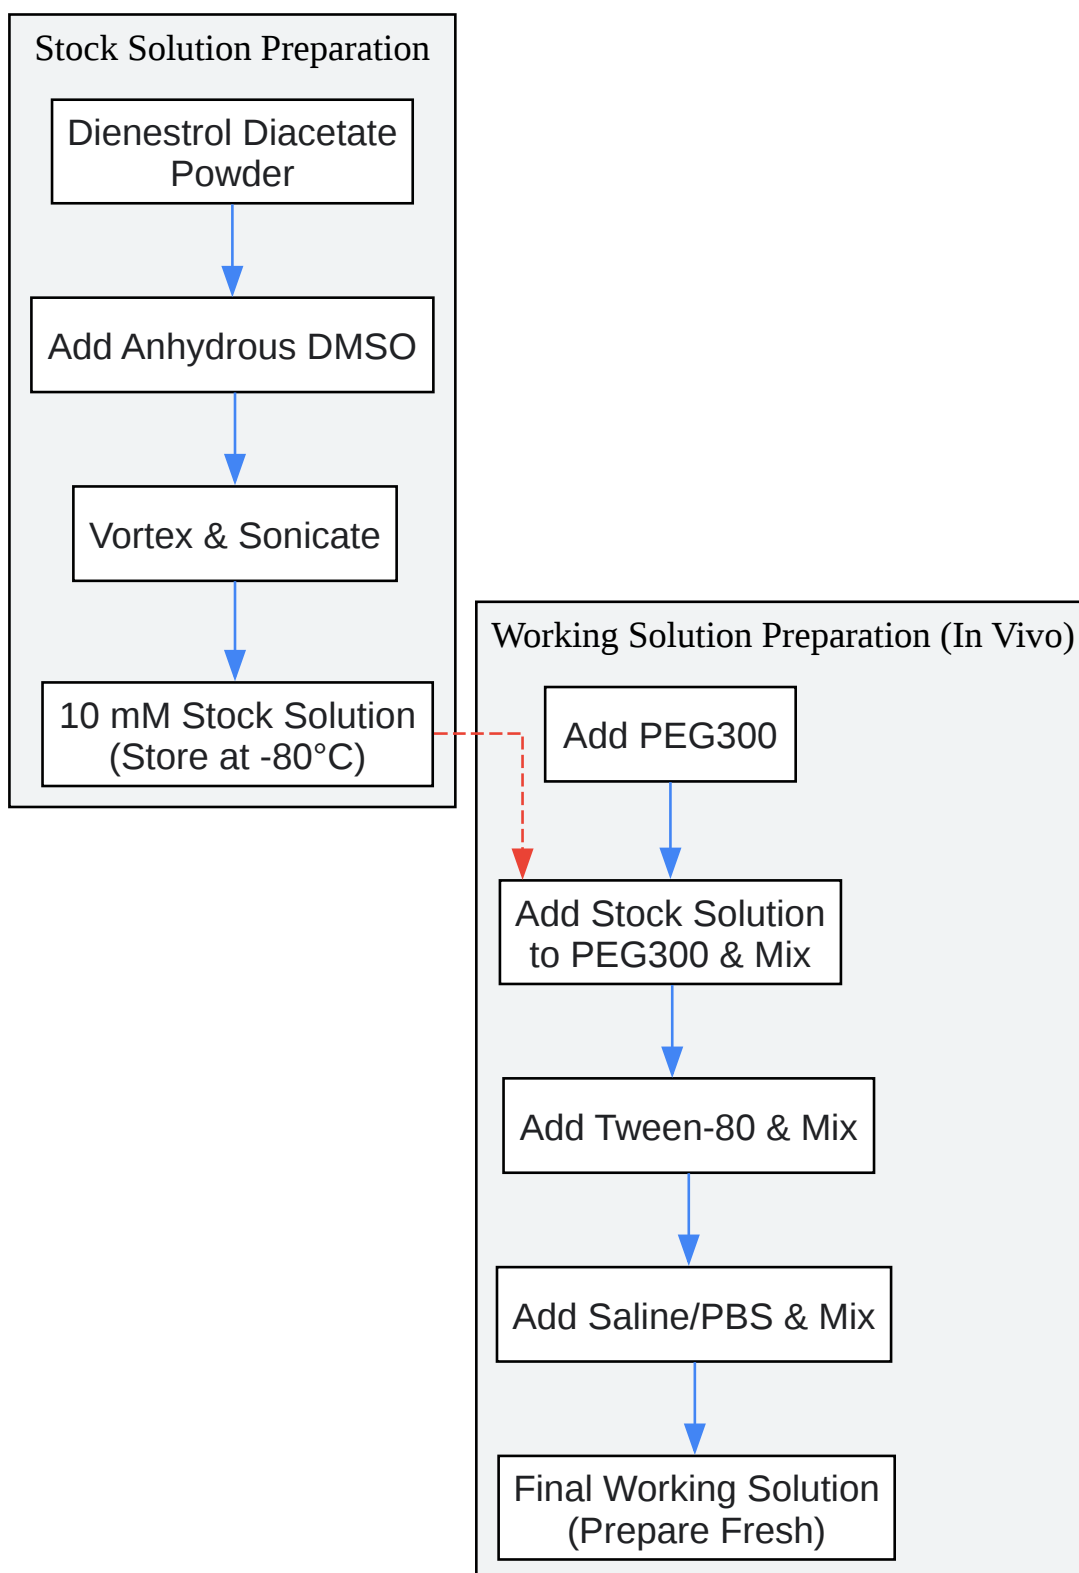 Stock Solution Preparation
Dienestrol Diacetate
Powder
Add Anhydrous DMSO
Vortex & Sonicate
10 mM Stock Solution
(Store at -80°C)
Working Solution Preparation (In Vivo)
Add PEG300
Add Stock Solution
to PEG300 & Mix
Add Tween-80 & Mix
Add Saline/PBS & Mix
Final Working Solution
(Prepare Fresh)